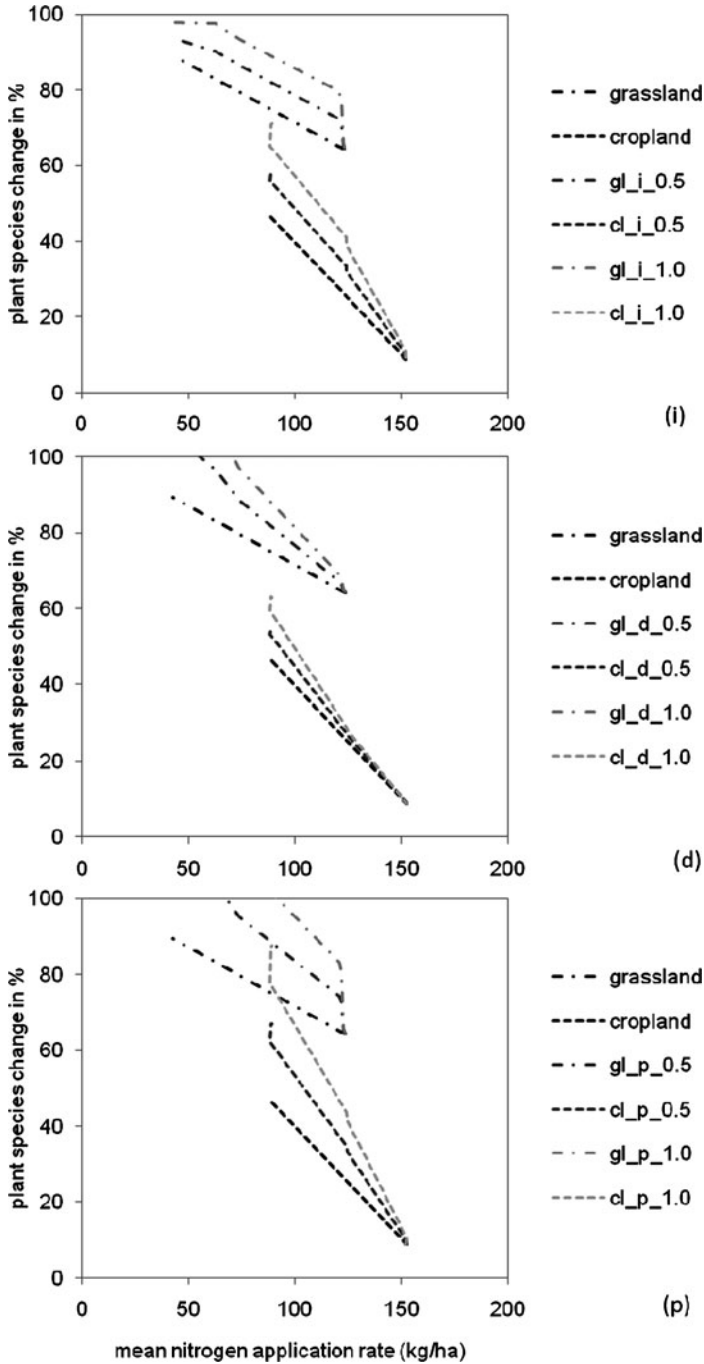 100
80
60
40
20
0
plant species change in %
0 50 100 150 200
grassland
cropland
gl_i_0.5
cl_i_0.5
gl_i_1.0
cl_i_1.0
(i)
100
80
60
40
20
0
plant species change in %
0 50 100 150 200
grassland
cropland
gl_d_0.5
cl_d_0.5
gl_d_1.0
cl_d_1.0
(d)
100
80
60
40
20
0
plant species change in %
0 50 100 150 200
grassland
cropland
gl_p_0.5
cl_p_0.5
gl_p_1.0
cl_p_1.0
(p)
mean nitrogen application rate (kg/ha)